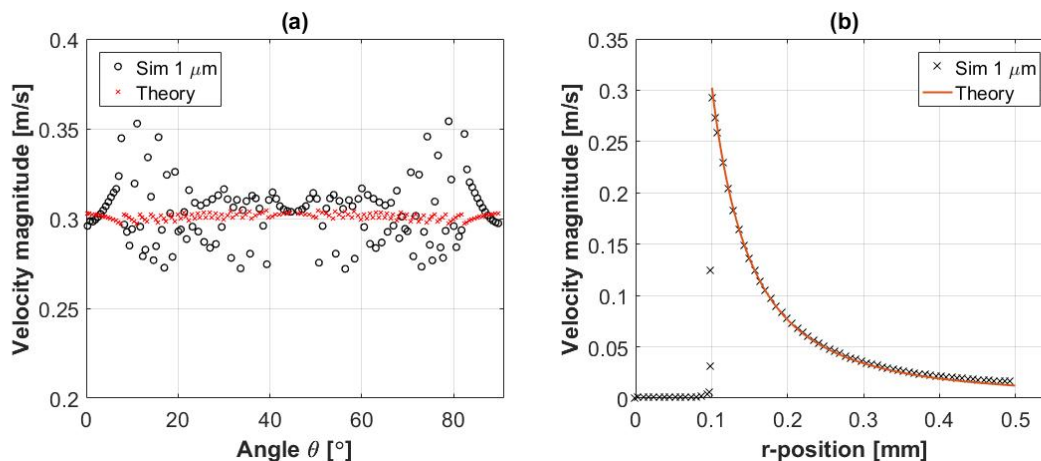 (a)
Velocity magnitude [m/s]
0.4
0.35
0.3
0.25
0.2
Sim 1 μm
Theory
0 20 40 60 80
Angle θ [°]
(b)
Velocity magnitude [m/s]
0.35
0.3
0.25
0.2
0.15
0.1
0.05
0
Sim 1 μm
Theory
0 0.1 0.2 0.3 0.4 0.5
r-position [mm]